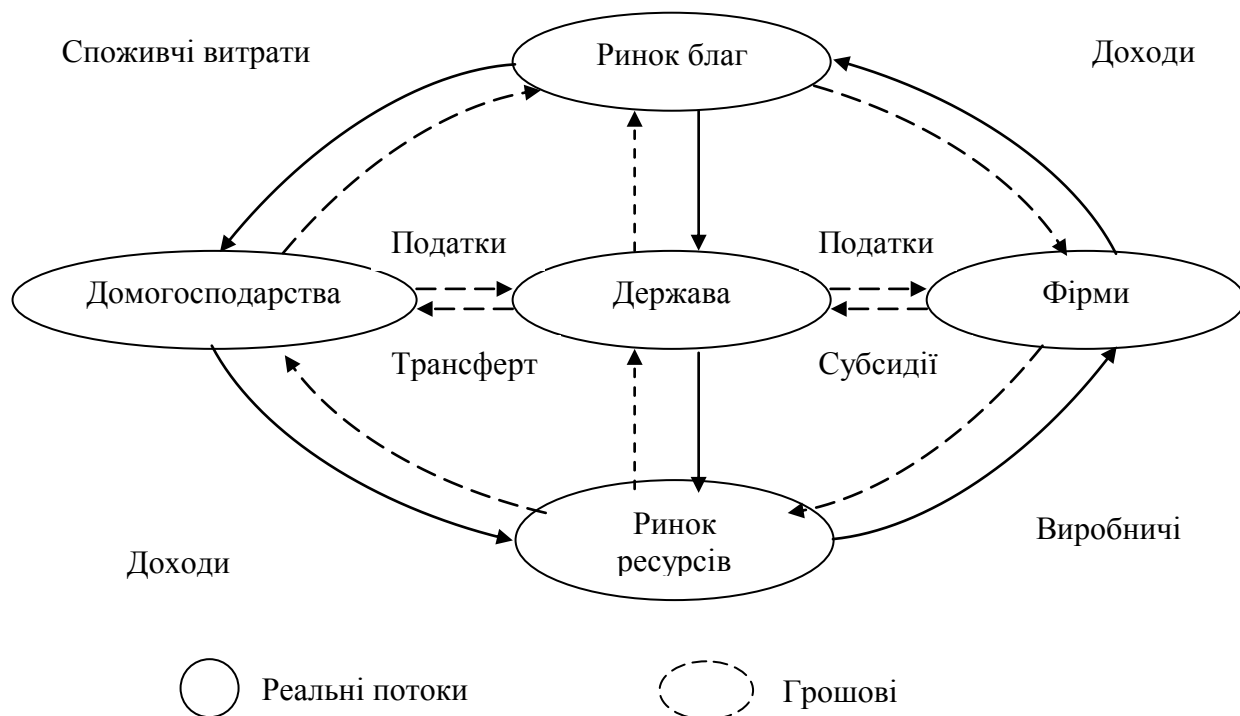 Споживчі витрати
Ринок благ
Доходи
Податки
Податки
Домогосподарства
Держава
Фірми
Трансферт
Субсидії
Ринок
ресурсів
Доходи
Виробничі
Реальні потоки
Грошові